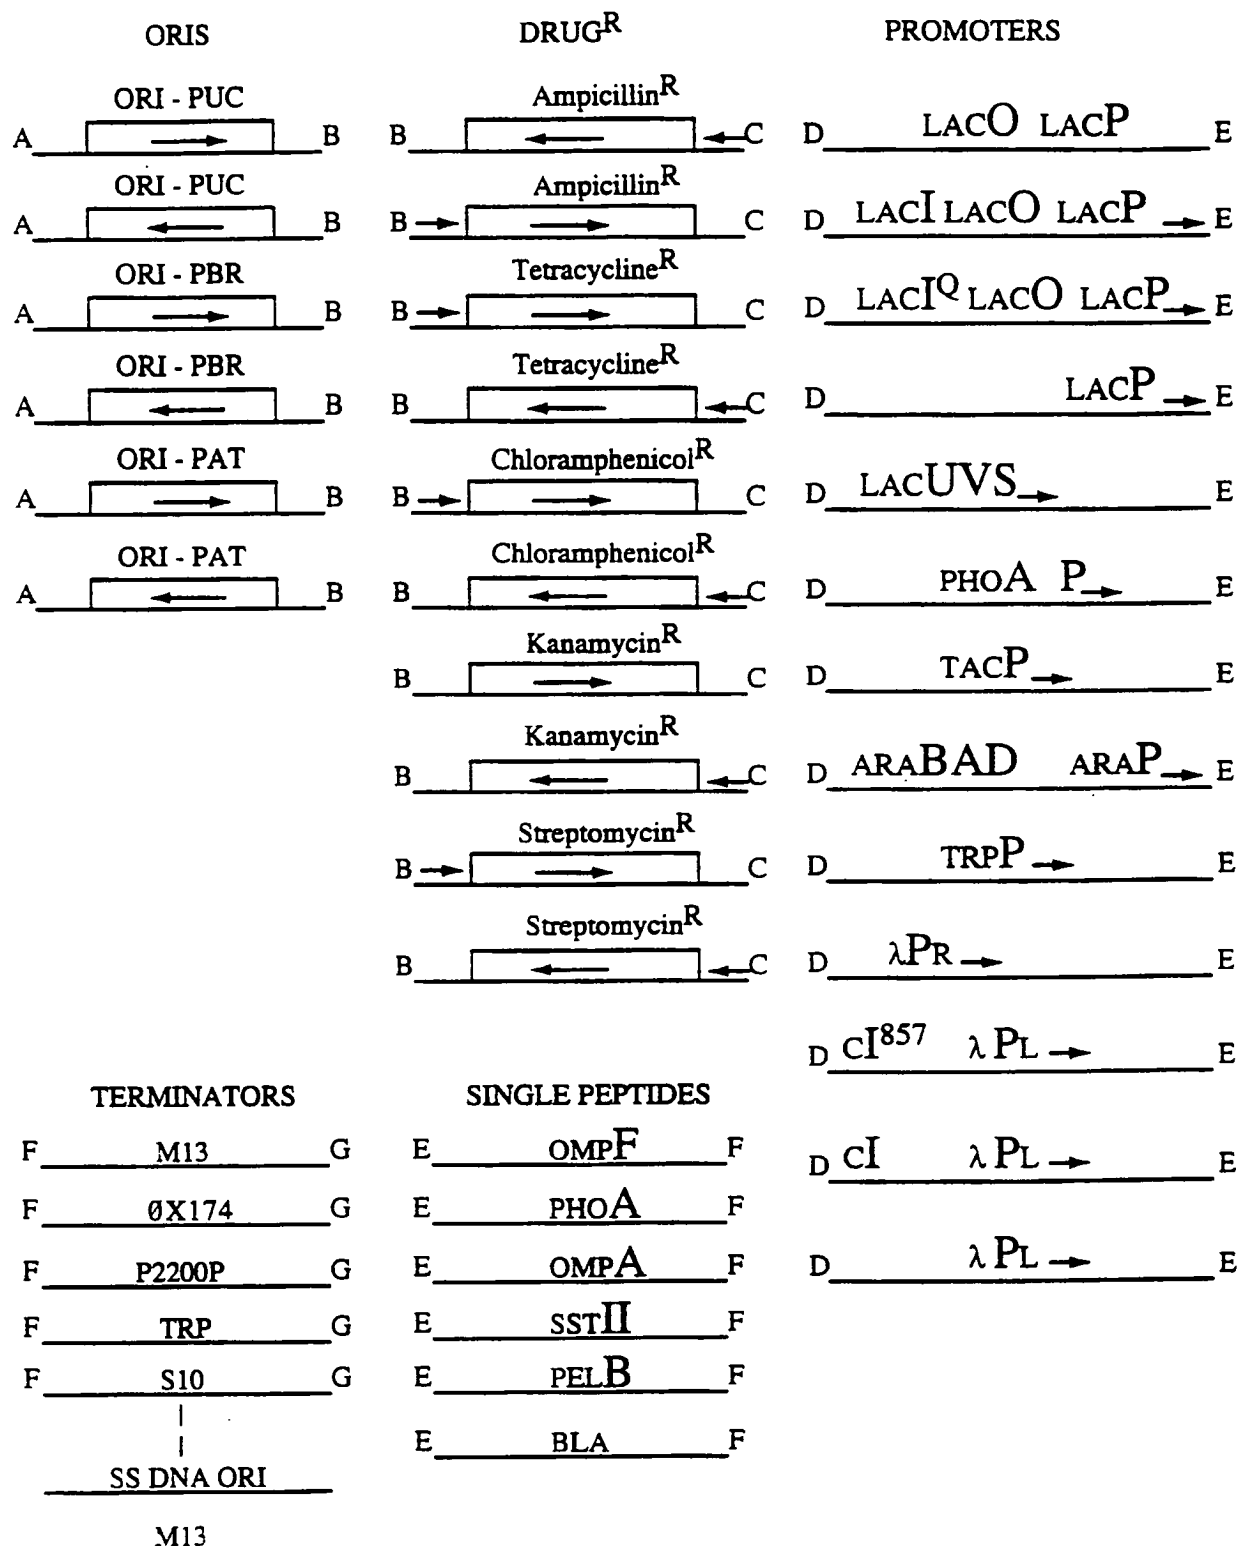 ORIS
ORI - PUC
A B
ORI - PUC
A B
ORI - PBR
A B
ORI - PBR
A B
ORI - PAT
A B
ORI - PAT
A B
DRUGR
AmpicillinR
B C
AmpicillinR
B C
TetracyclineR
B C
TetracyclineR
B C
ChloramphenicolR
B C
ChloramphenicolR
B C
KanamycinR
B C
KanamycinR
B C
StreptomycinR
B C
StreptomycinR
B C
PROMOTERS
D LACO LACP E
D LACI LACO LACP E
D LACIQ LACO LACP E
D LACP E
D LACUVS E
D PHOA P E
D TACP E
D ARABAD ARAP E
D TRPP E
D λPR E
D CI857 λ PL E
D CI λ PL E
D λ PL E
TERMINATORS
F M13 G
F ØX174 G
F P2200P G
F TRP G
F S10 G
SS DNA ORI
M13
SINGLE PEPTIDES
E OMPF F
E PHOA F
E OMPA F
E SSTII F
E PELB F
E BLA F